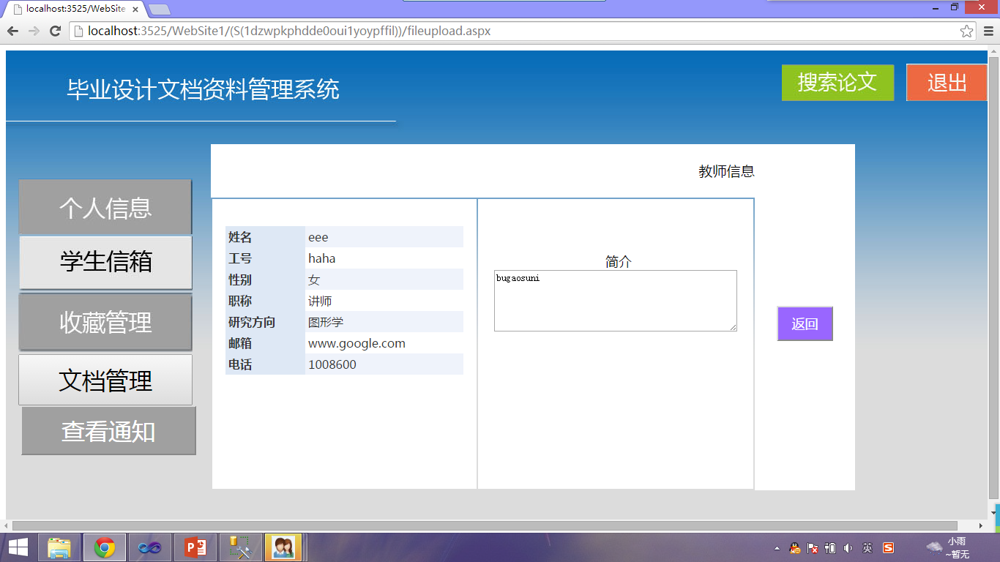 localhost:3525/WebSite
localhost:3525/WebSite1/(S(1dzwpkphdde0oui1yoypffil))/fileupload.aspx
毕业设计文档资料管理系统
搜索论文
退出
教师信息
个人信息
学生信箱
收藏管理
文档管理
查看通知
姓名 eee
工号 haha
性别 女
职称 讲师
研究方向 图形学
邮箱 www.google.com
电话 1008600
简介
bugaosuni
返回
英
小雨
~暂无